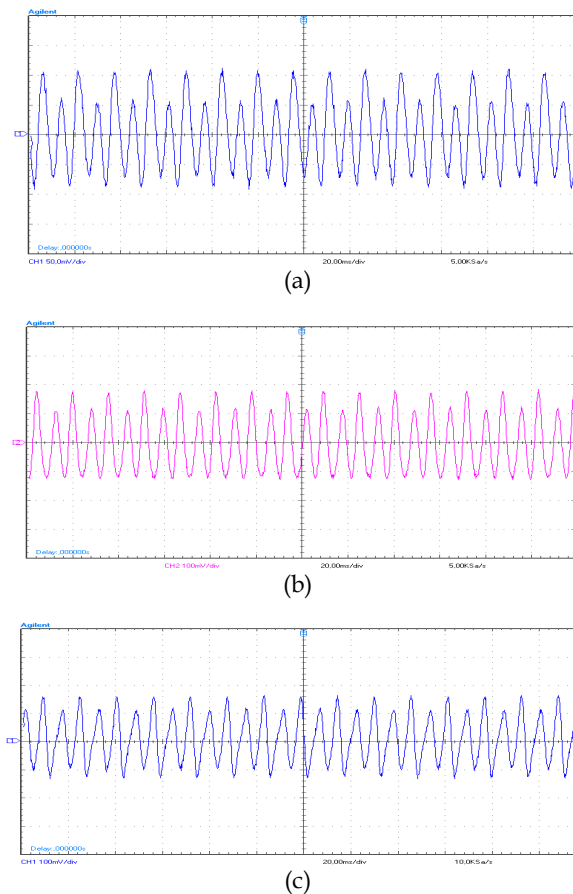 Agilent
Delay:.000000s
CH1 50.0mV/div 20.00ms/div 5.00KSa/s
(a)
Agilent
Delay:.000000s
CH2 100mV/div 20.00ms/div 5.00KSa/s
(b)
Agilent
Delay:.000000s
CH1 100mV/div 20.00ms/div 10.0KSa/s
(c)